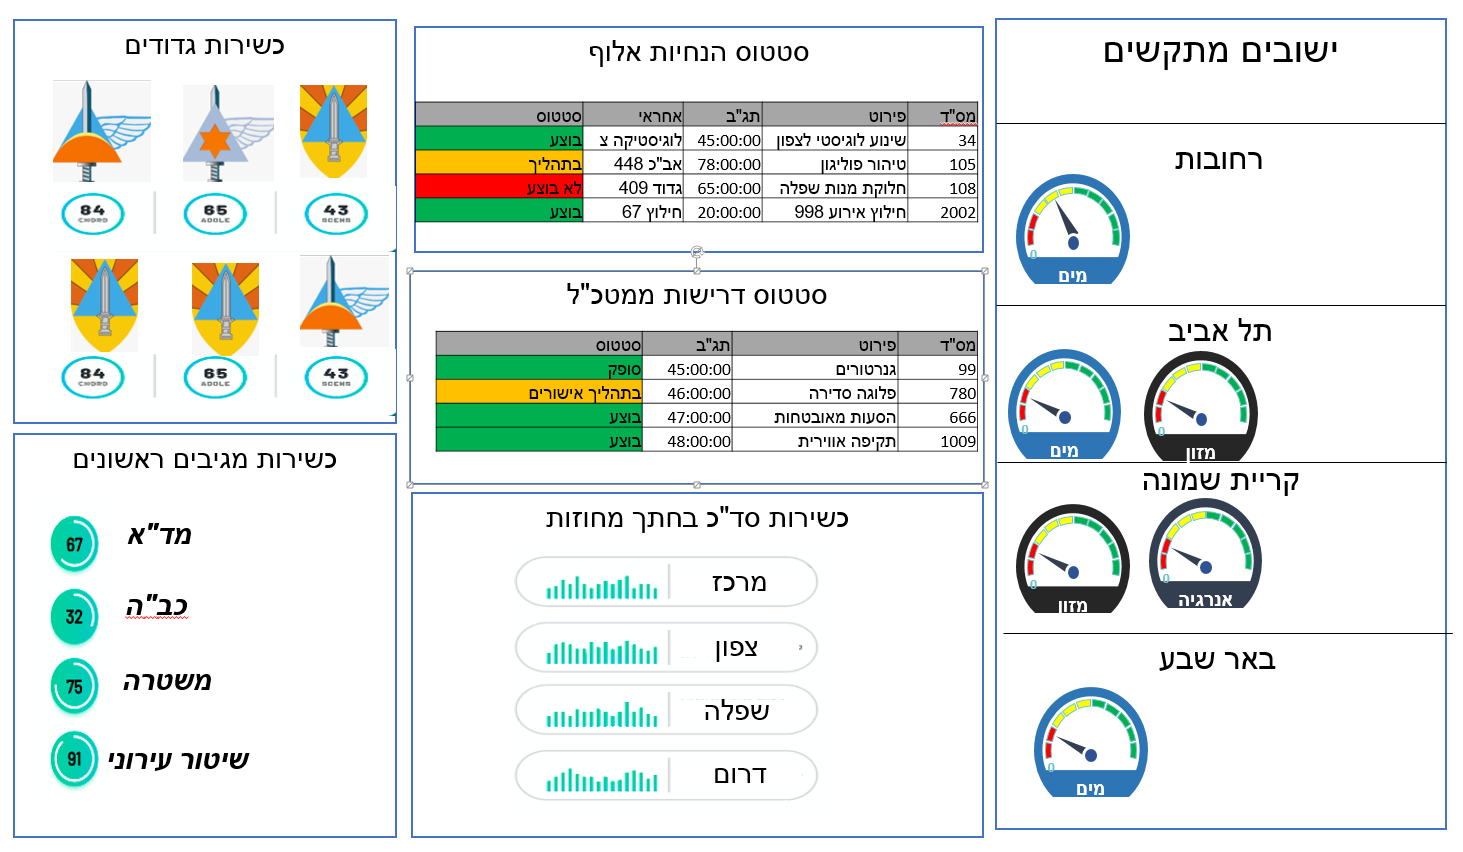 ישובים מתקשים
רחובות
0
מים
תל אביב
0
מזון
0
מים
קריית שמונה
0
אנרגיה
0
מזון
באר שבע
0
מים
סטטוס הנחיות אלוף
מס"ד פירוט תג"ב אחראי סטטוס
34 שינוע לוגיסטי לצפון 45:00:00 לוגיסטיקה צ בוצע
105 טיהור פוליגון 78:00:00 אב"כ 448 בתהליך
108 חלוקת מנות שפלה 65:00:00 גדוד 409 לא בוצע
2002 חילוץ אירוע 998 20:00:00 חילוץ 67 בוצע
סטטוס דרישות ממטכ"ל
מס"ד פירוט תג"ב סטטוס
99 גנרטורים 45:00:00 סופק
780 פלוגה סדירה 46:00:00 בתהליך אישורים
666 הסעות מאובטחות 47:00:00 בוצע
1009 תקיפה אווירית 48:00:00 בוצע
כשירות סד"כ בחתך מחוזות
מרכז
צפון
שפלה
דרום
כשירות גדודים
43 65 84
SCENS ADOLE CHORD
43 65 84
SCENS ADOLE CHORD
כשירות מגיבים ראשונים
מד"א 67
כב"ה 32
משטרה 75
שיטור עירוני 91